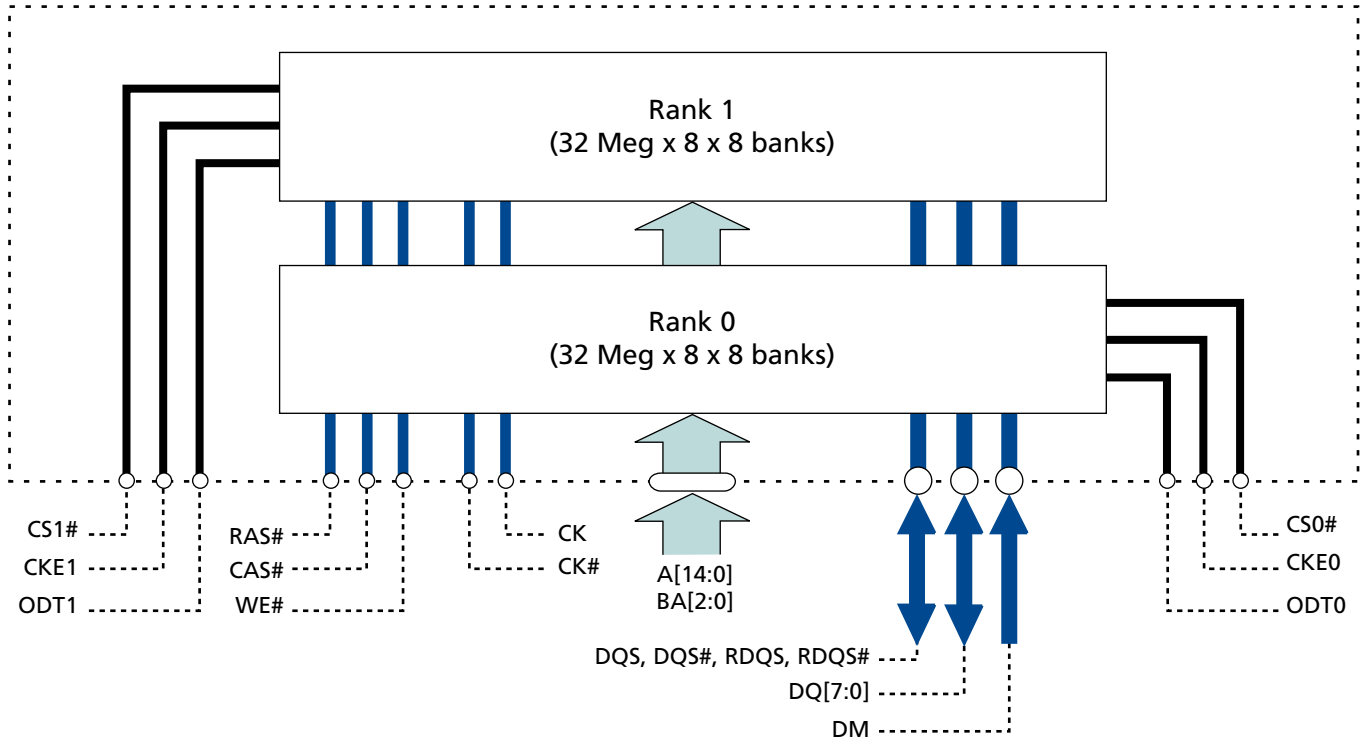 Rank 1
(32 Meg x 8 x 8 banks)
Rank 0
(32 Meg x 8 x 8 banks)
CS1#
CKE1
ODT1
RAS#
CAS#
WE#
CK
CK#
A[14:0]
BA[2:0]
DQS, DQS#, RDQS, RDQS#
DQ[7:0]
DM
CS0#
CKE0
ODT0